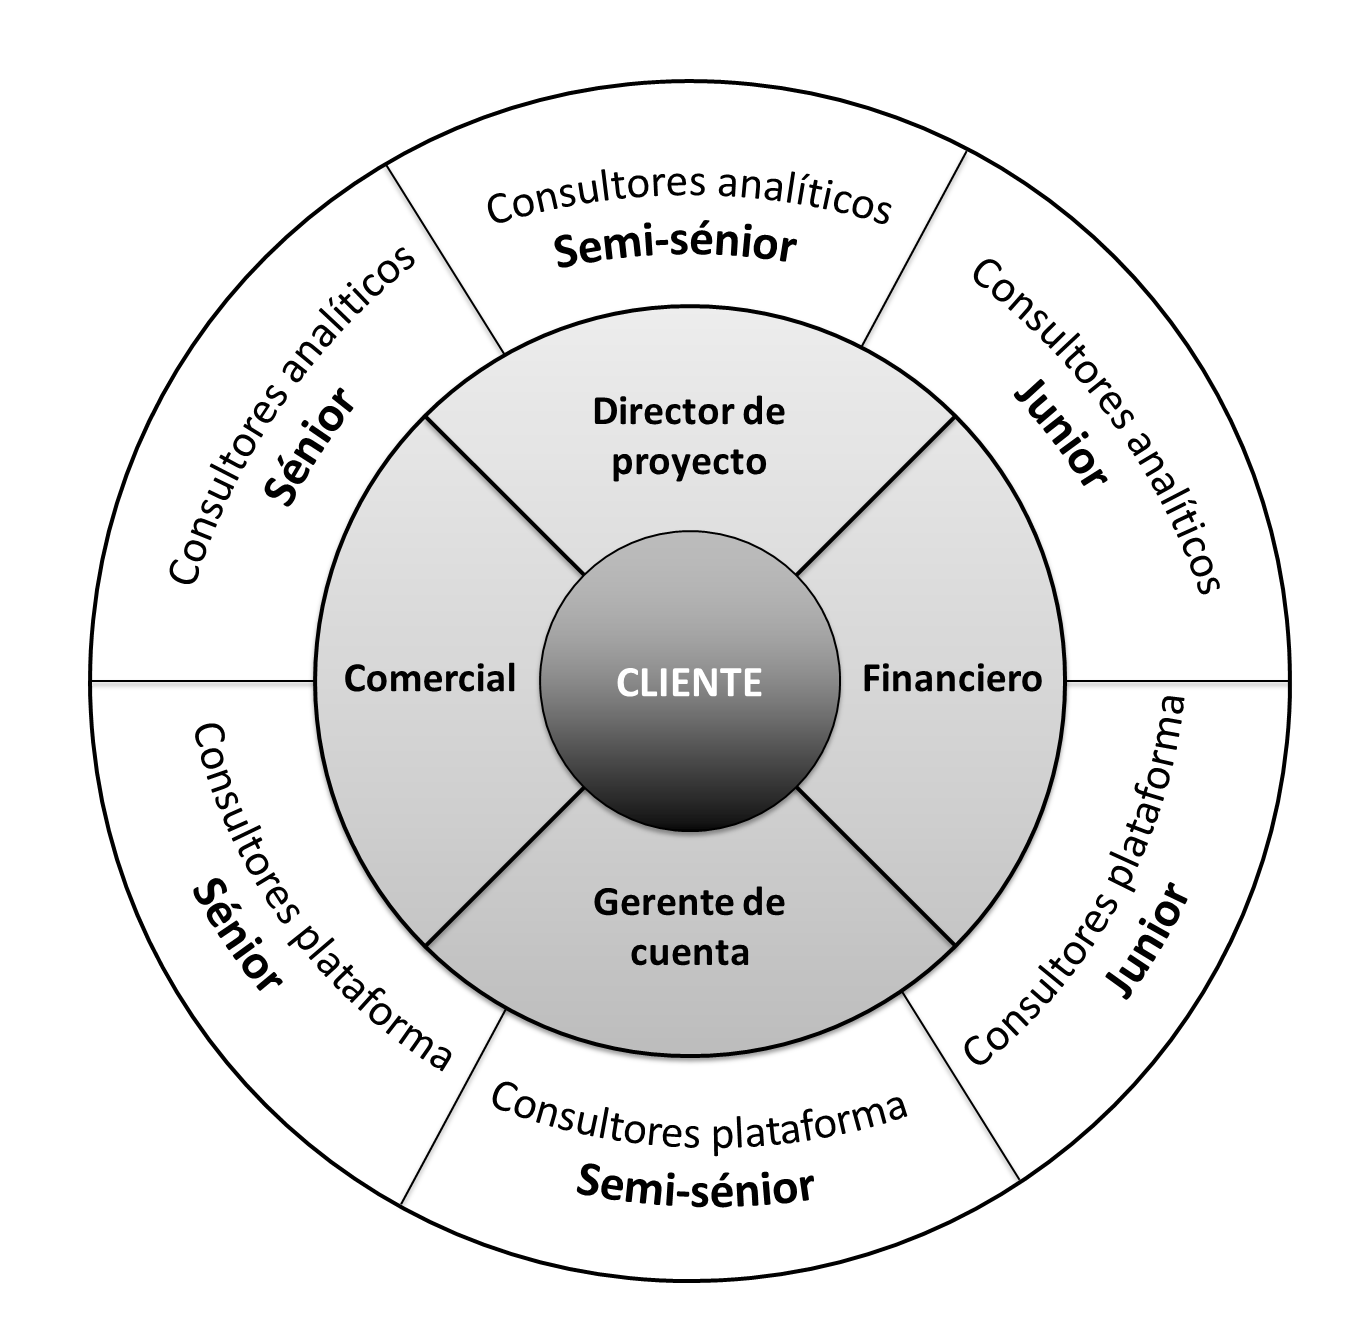 Consultores analíticos
Semi-sénior
Consultores analíticos
Sénior
Consultores analíticos
Junior
Director de
proyecto
Comercial
CLIENTE
Financiero
Gerente de
cuenta
Consultores plataforma
Sénior
Consultores plataforma
Junior
Consultores plataforma
Semi-sénior